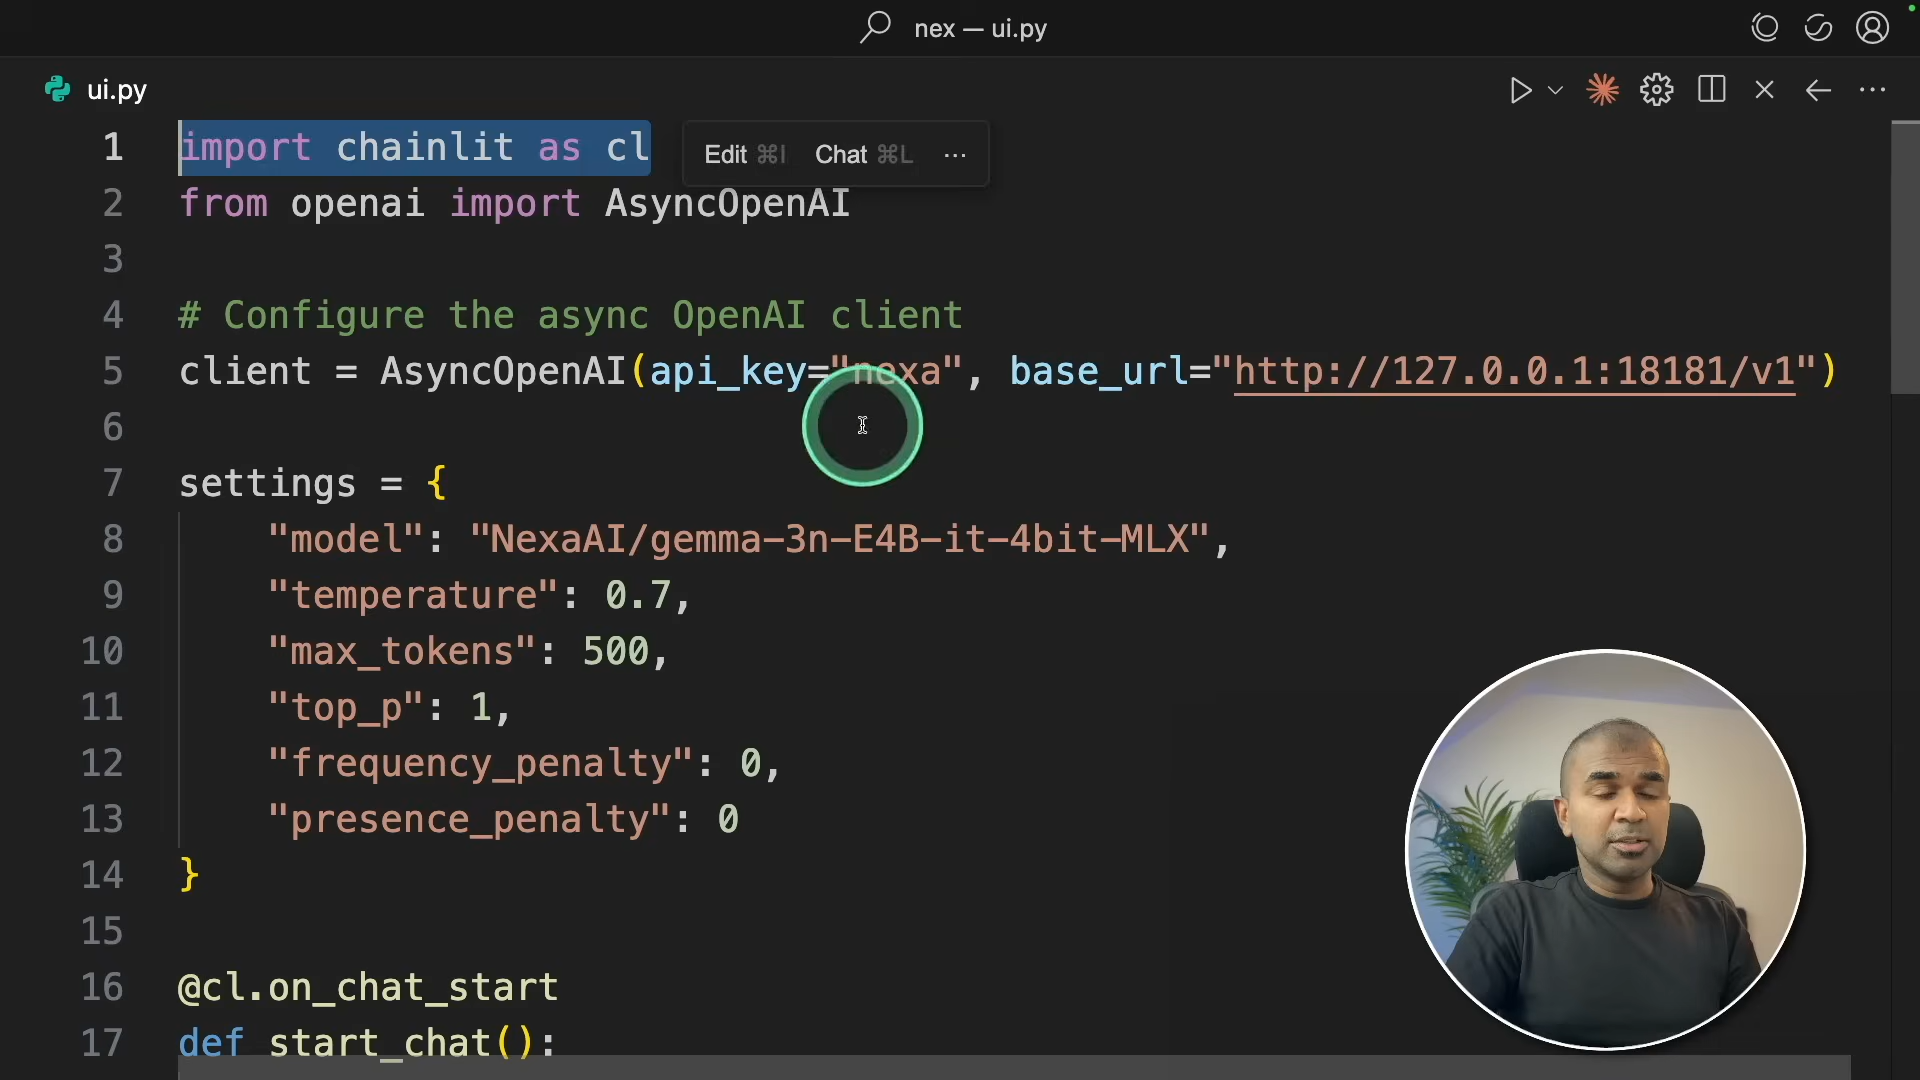 nex — ui.py
ui.py
1 import chainlit as cl
Edit ⌘I Chat ⌘L ···
2 from openai import AsyncOpenAI
3
4 # Configure the async OpenAI client
5 client = AsyncOpenAI(api_key="nexa", base_url="http://127.0.0.1:18181/v1")
6
7 settings = {
8 "model": "NexaAI/gemma-3n-E4B-it-4bit-MLX",
9 "temperature": 0.7,
10 "max_tokens": 500,
11 "top_p": 1,
12 "frequency_penalty": 0,
13 "presence_penalty": 0
14 }
15
16 @cl.on_chat_start
17 def start_chat():